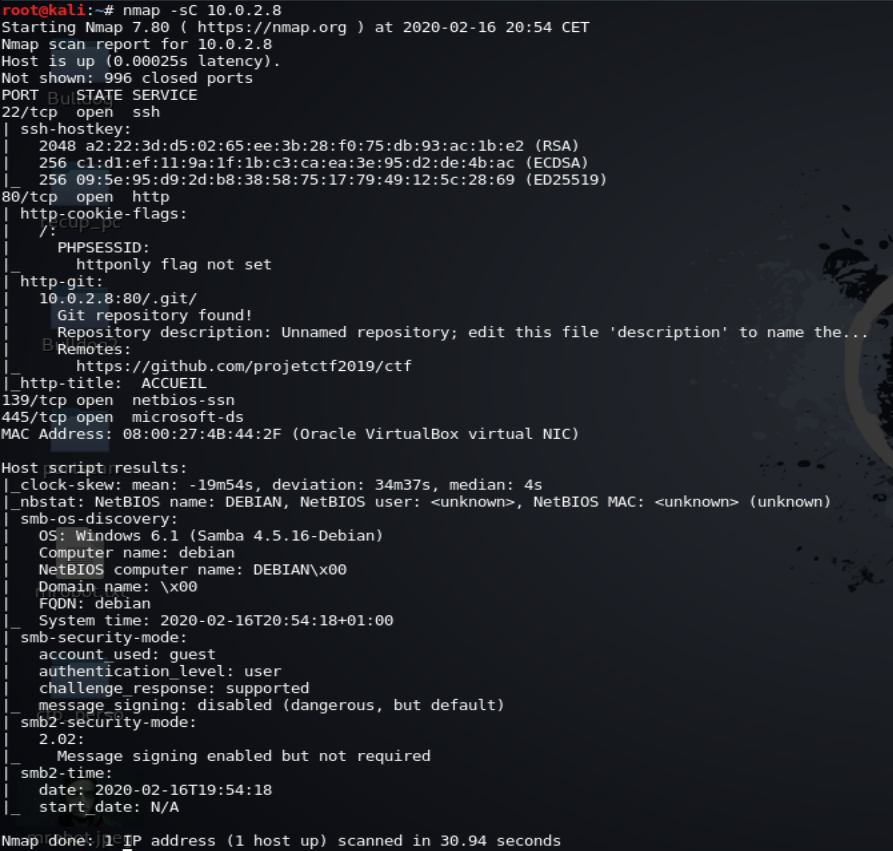 root@kali:~# nmap -sC 10.0.2.8
Starting Nmap 7.80 ( https://nmap.org ) at 2020-02-16 20:54 CET
Nmap scan report for 10.0.2.8
Host is up (0.00025s latency).
Not shown: 996 closed ports
PORT    STATE SERVICE
22/tcp  open  ssh
| ssh-hostkey:
|   2048 a2:22:3d:d5:02:65:ee:3b:28:f0:75:db:93:ac:1b:e2 (RSA)
|   256 c1:d1:ef:11:9a:1f:1b:c3:ca:ea:3e:95:d2:de:4b:ac (ECDSA)
|_  256 09:5e:95:d9:2d:b8:38:58:75:17:79:49:12:5c:28:69 (ED25519)
80/tcp  open  http
| http-cookie-flags:
|   /:
|     PHPSESSID:
|_      httponly flag not set
| http-git:
|   10.0.2.8:80/.git/
|     Git repository found!
|     Repository description: Unnamed repository; edit this file 'description' to name the...
|     Remotes:
|_      https://github.com/projetctf2019/ctf
|_http-title:  ACCUEIL
139/tcp open  netbios-ssn
445/tcp open  microsoft-ds
MAC Address: 08:00:27:4B:44:2F (Oracle VirtualBox virtual NIC)

Host script results:
|_clock-skew: mean: -19m54s, deviation: 34m37s, median: 4s
|_nbstat: NetBIOS name: DEBIAN, NetBIOS user: <unknown>, NetBIOS MAC: <unknown> (unknown)
| smb-os-discovery:
|   OS: Windows 6.1 (Samba 4.5.16-Debian)
|   Computer name: debian
|   NetBIOS computer name: DEBIAN\x00
|   Domain name: \x00
|   FQDN: debian
|_  System time: 2020-02-16T20:54:18+01:00
| smb-security-mode:
|   account_used: guest
|   authentication_level: user
|   challenge_response: supported
|_  message_signing: disabled (dangerous, but default)
| smb2-security-mode:
|   2.02:
|_    Message signing enabled but not required
| smb2-time:
|   date: 2020-02-16T19:54:18
|_  start_date: N/A

Nmap done: 1 IP address (1 host up) scanned in 30.94 seconds